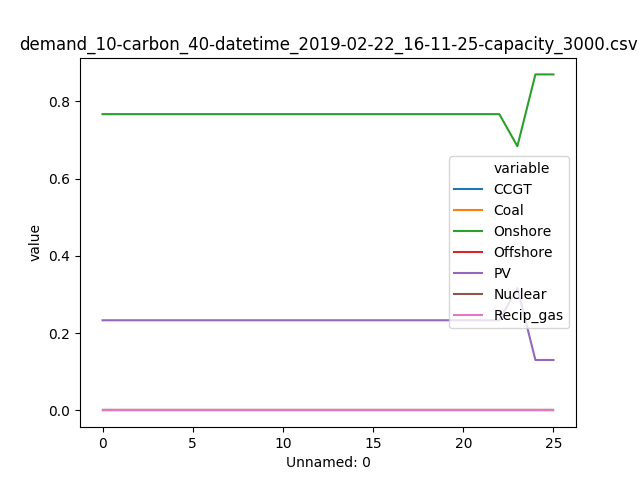 demand_10-carbon_40-datetime_2019-02-22_16-11-25-capacity_3000.csv
0.8
0.6
0.4
0.2
0.0
value
variable
CCGT
Coal
Onshore
Offshore
PV
Nuclear
Recip_gas
0 5 10 15 20 25
Unnamed: 0